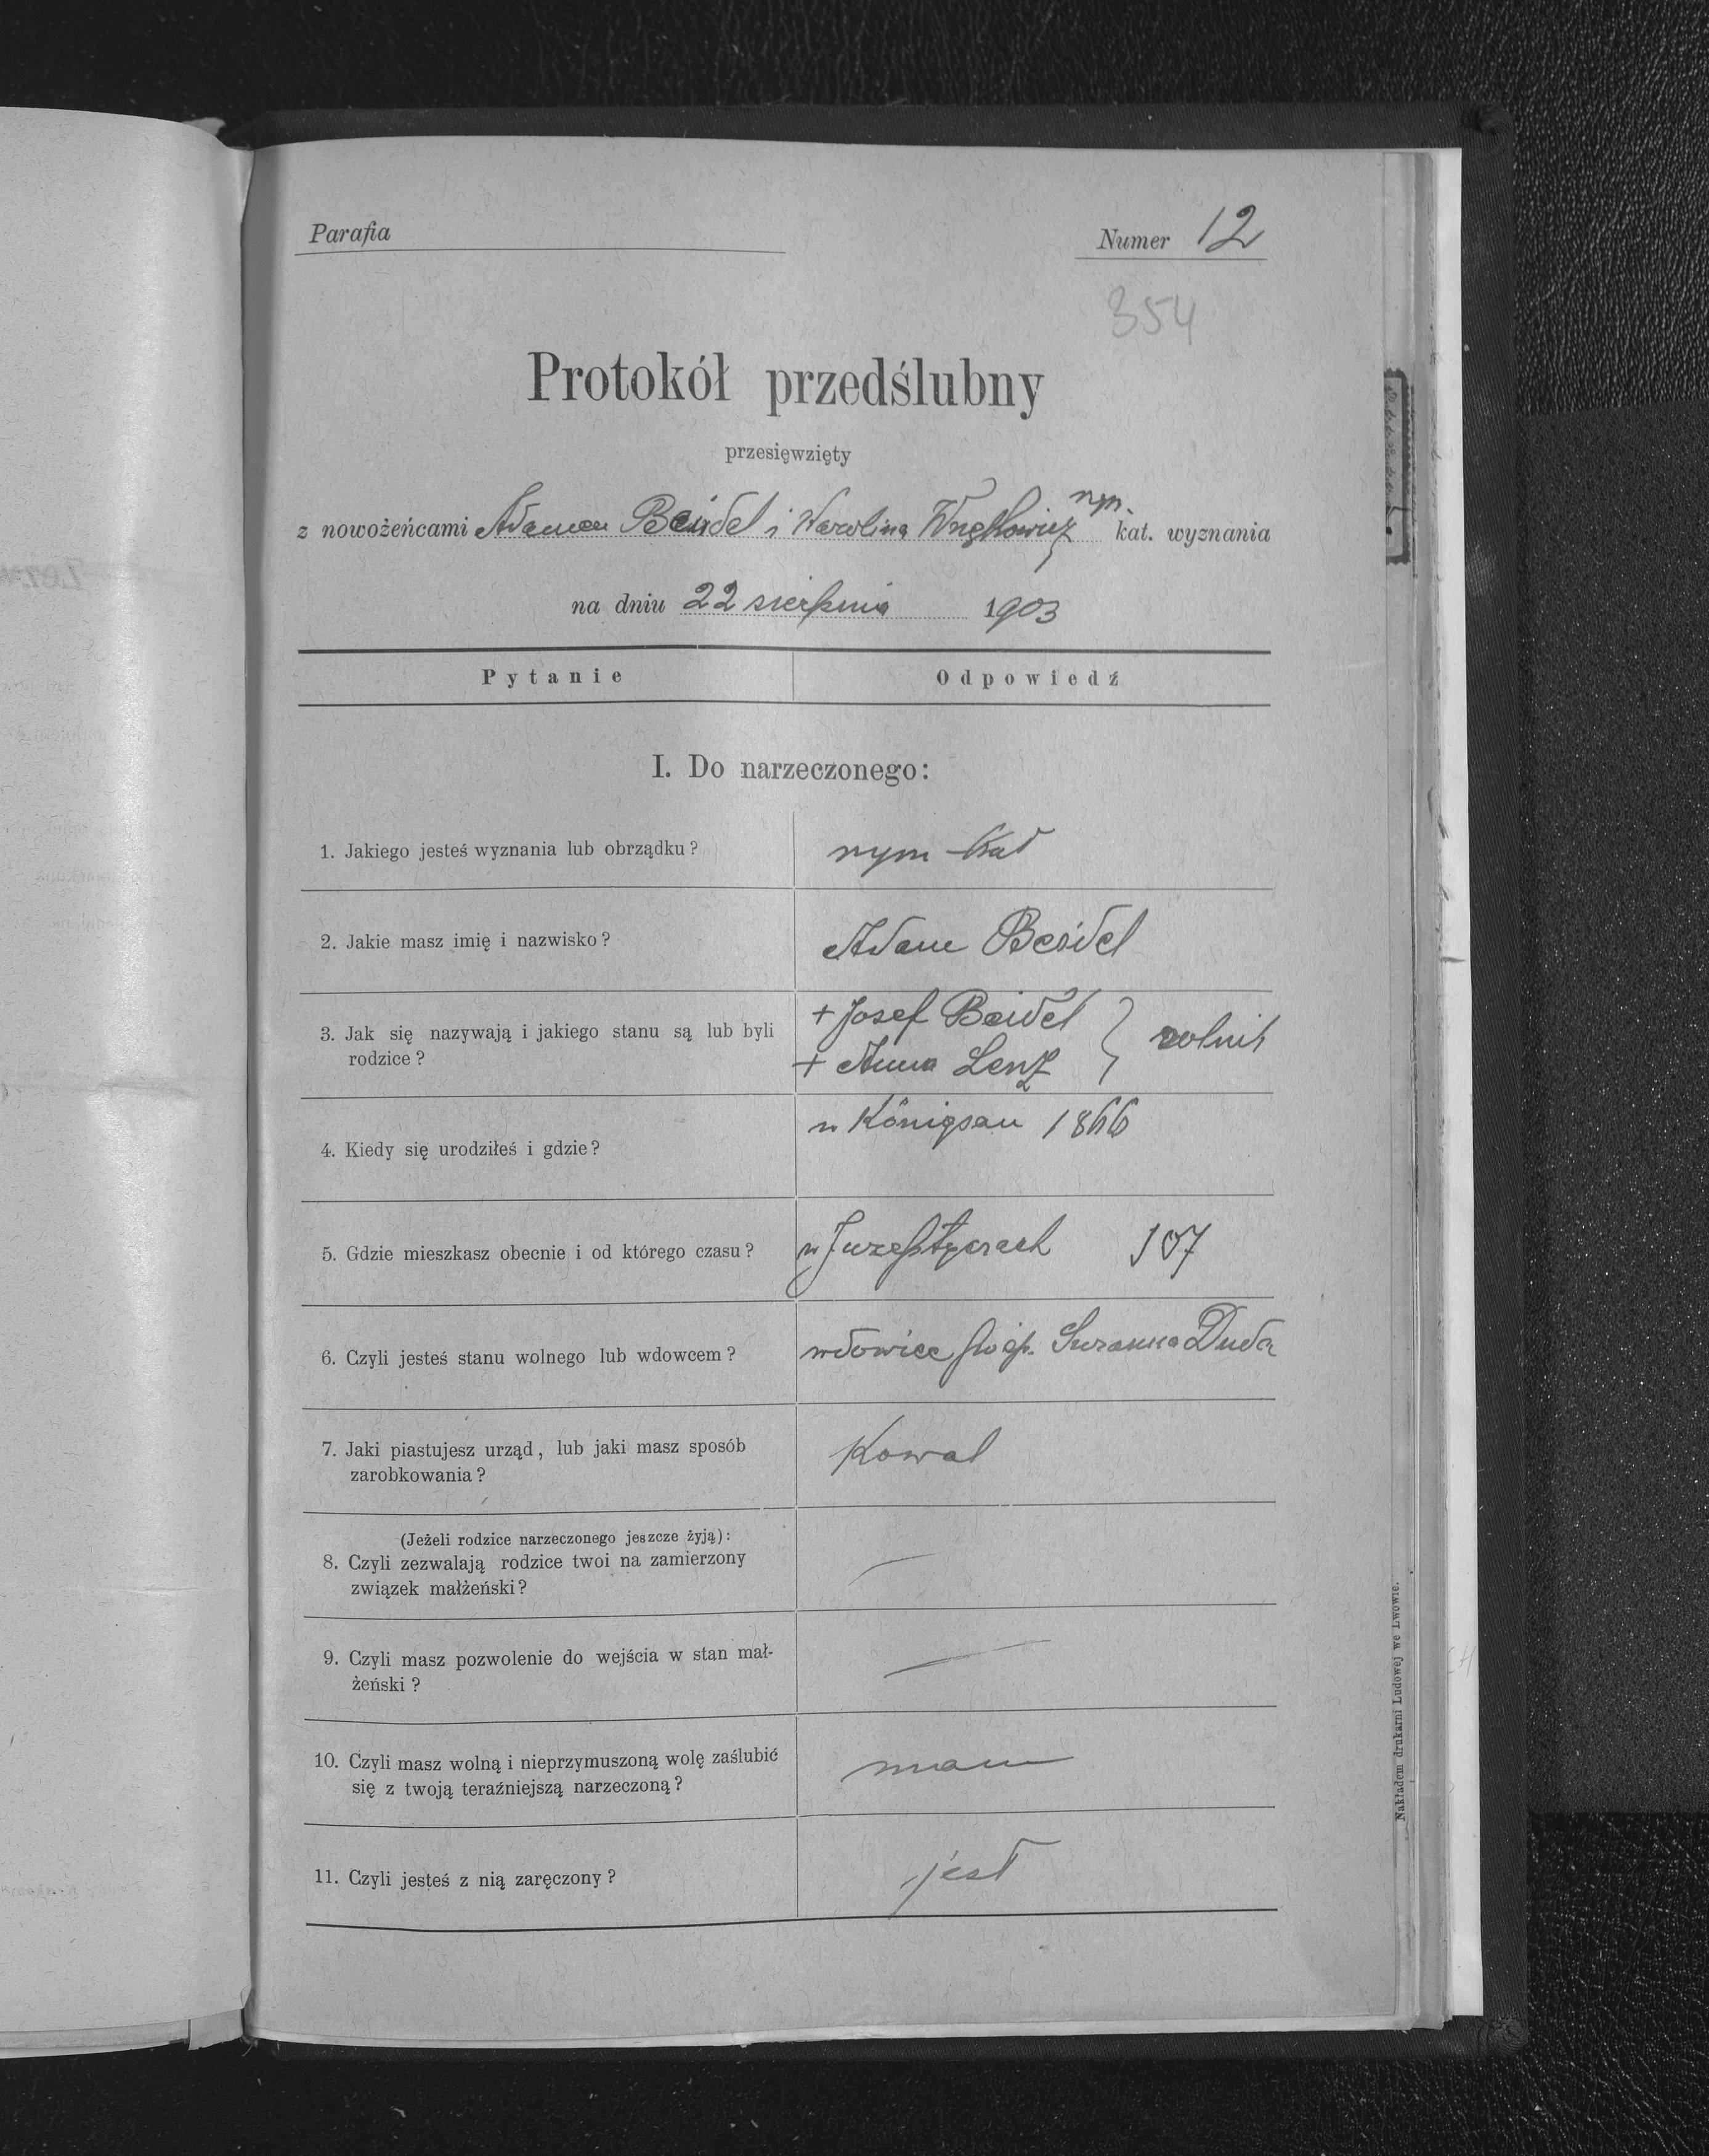 Parafia
Numer 12
354
Protokół przedślubny
przesięwzięty
z nowożeńcami Adamem Beidel i Karolina rzym. kat. wyznania
na dniu 22 sierpnia 1903
Pytanie Odpowiedź
I. Do narzeczonego:
1. Jakiego jesteś wyznania lub obrządku? rzym kat
2. Jakie masz imię i nazwisko? Adam Beidel
3. Jak się nazywają i jakiego stanu są lub byli
rodzice?
+ Josef Beidel
+ Anna Lenz } rolnik
4. Kiedy się urodziłeś i gdzie? w Königsau 1866
5. Gdzie mieszkasz obecnie i od którego czasu? w 107
6. Czyli jesteś stanu wolnego lub wdowcem? wdowiec Zuzanna Duda
7. Jaki piastujesz urząd, lub jaki masz sposób
zarobkowania?
Kowal
(Jeżeli rodzice narzeczonego jeszcze żyją):
8. Czyli zezwalają rodzice twoi na zamierzony
związek małżeński?
—
9. Czyli masz pozwolenie do wejścia w stan mał-
żeński?
—
10. Czyli masz wolną i nieprzymuszoną wolę zaślubić
się z twoją teraźniejszą narzeczoną?
mam
11. Czyli jesteś z nią zaręczony? jest
Nakładem drukarni Ludowej we Lwowie.